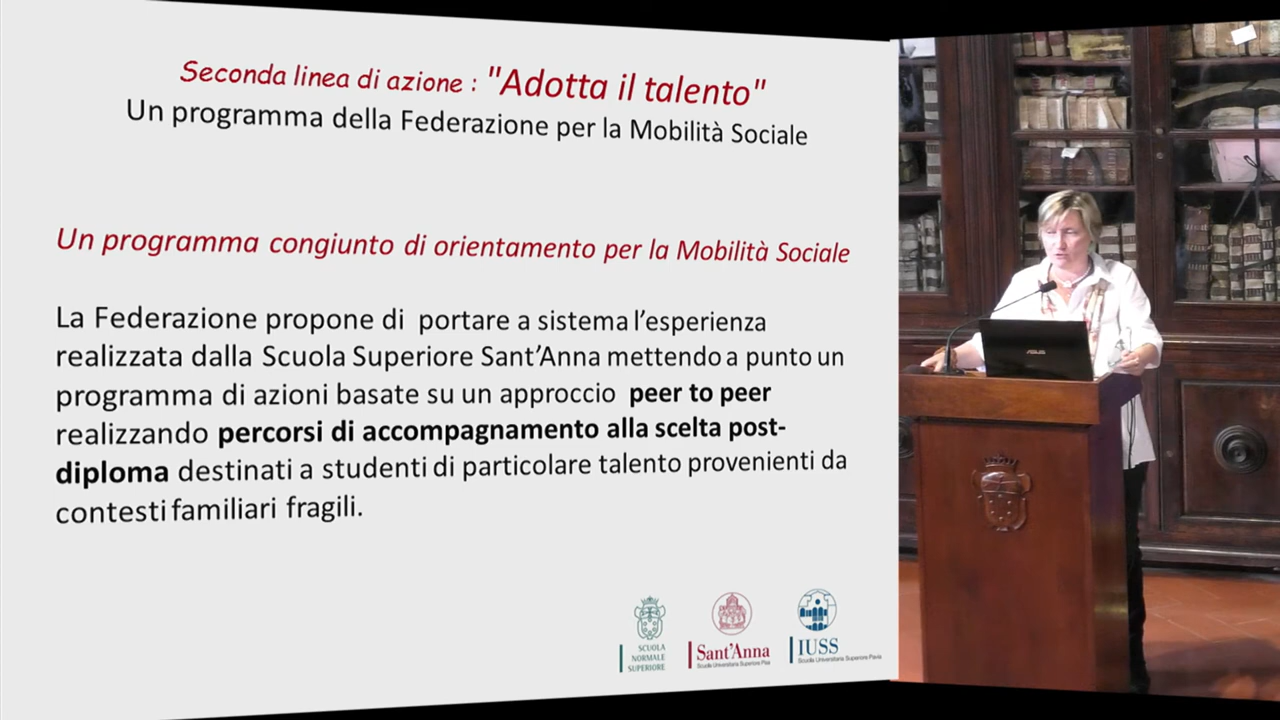 Seconda linea di azione : "Adotta il talento"
Un programma della Federazione per la Mobilità Sociale
Un programma congiunto di orientamento per la Mobilità Sociale
La Federazione propone di portare a sistema l'esperienza
realizzata dalla Scuola Superiore Sant'Anna mettendo a punto un
programma di azioni basate su un approccio peer to peer
realizzando percorsi di accompagnamento alla scelta post-
diploma destinati a studenti di particolare talento provenienti da
contesti familiari fragili.
SCUOLA
NORMALE
SUPERIORE
Sant'Anna
Scuola Universitaria Superiore Pisa
IUSS
Scuola Universitaria Superiore Pavia
ASUS